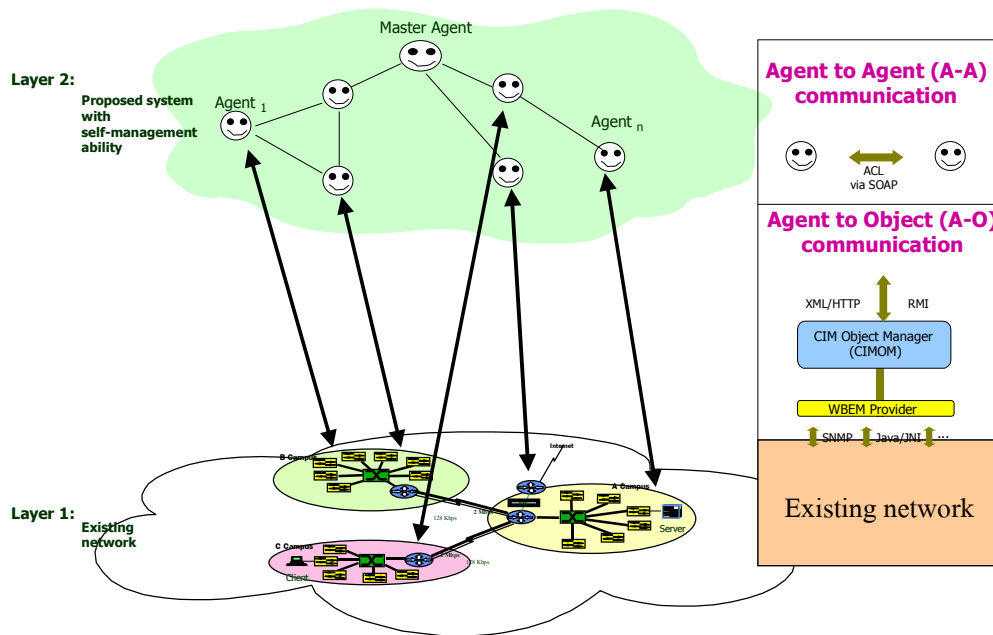 Master Agent
Layer 2:
Proposed system
with
self-management
ability
Agent 1
Agent n
Agent to Agent (A-A)
communication
ACL
via SOAP
Agent to Object (A-O)
communication
XML/HTTP
RMI
CIM Object Manager
(CIMOM)
WBEM Provider
SNMP
Java/JNI
...
Existing network
Layer 1:
Existing
network
Internet
B Campus
A Campus
128 Kbps
Server
C Campus
128 Kbps
Client